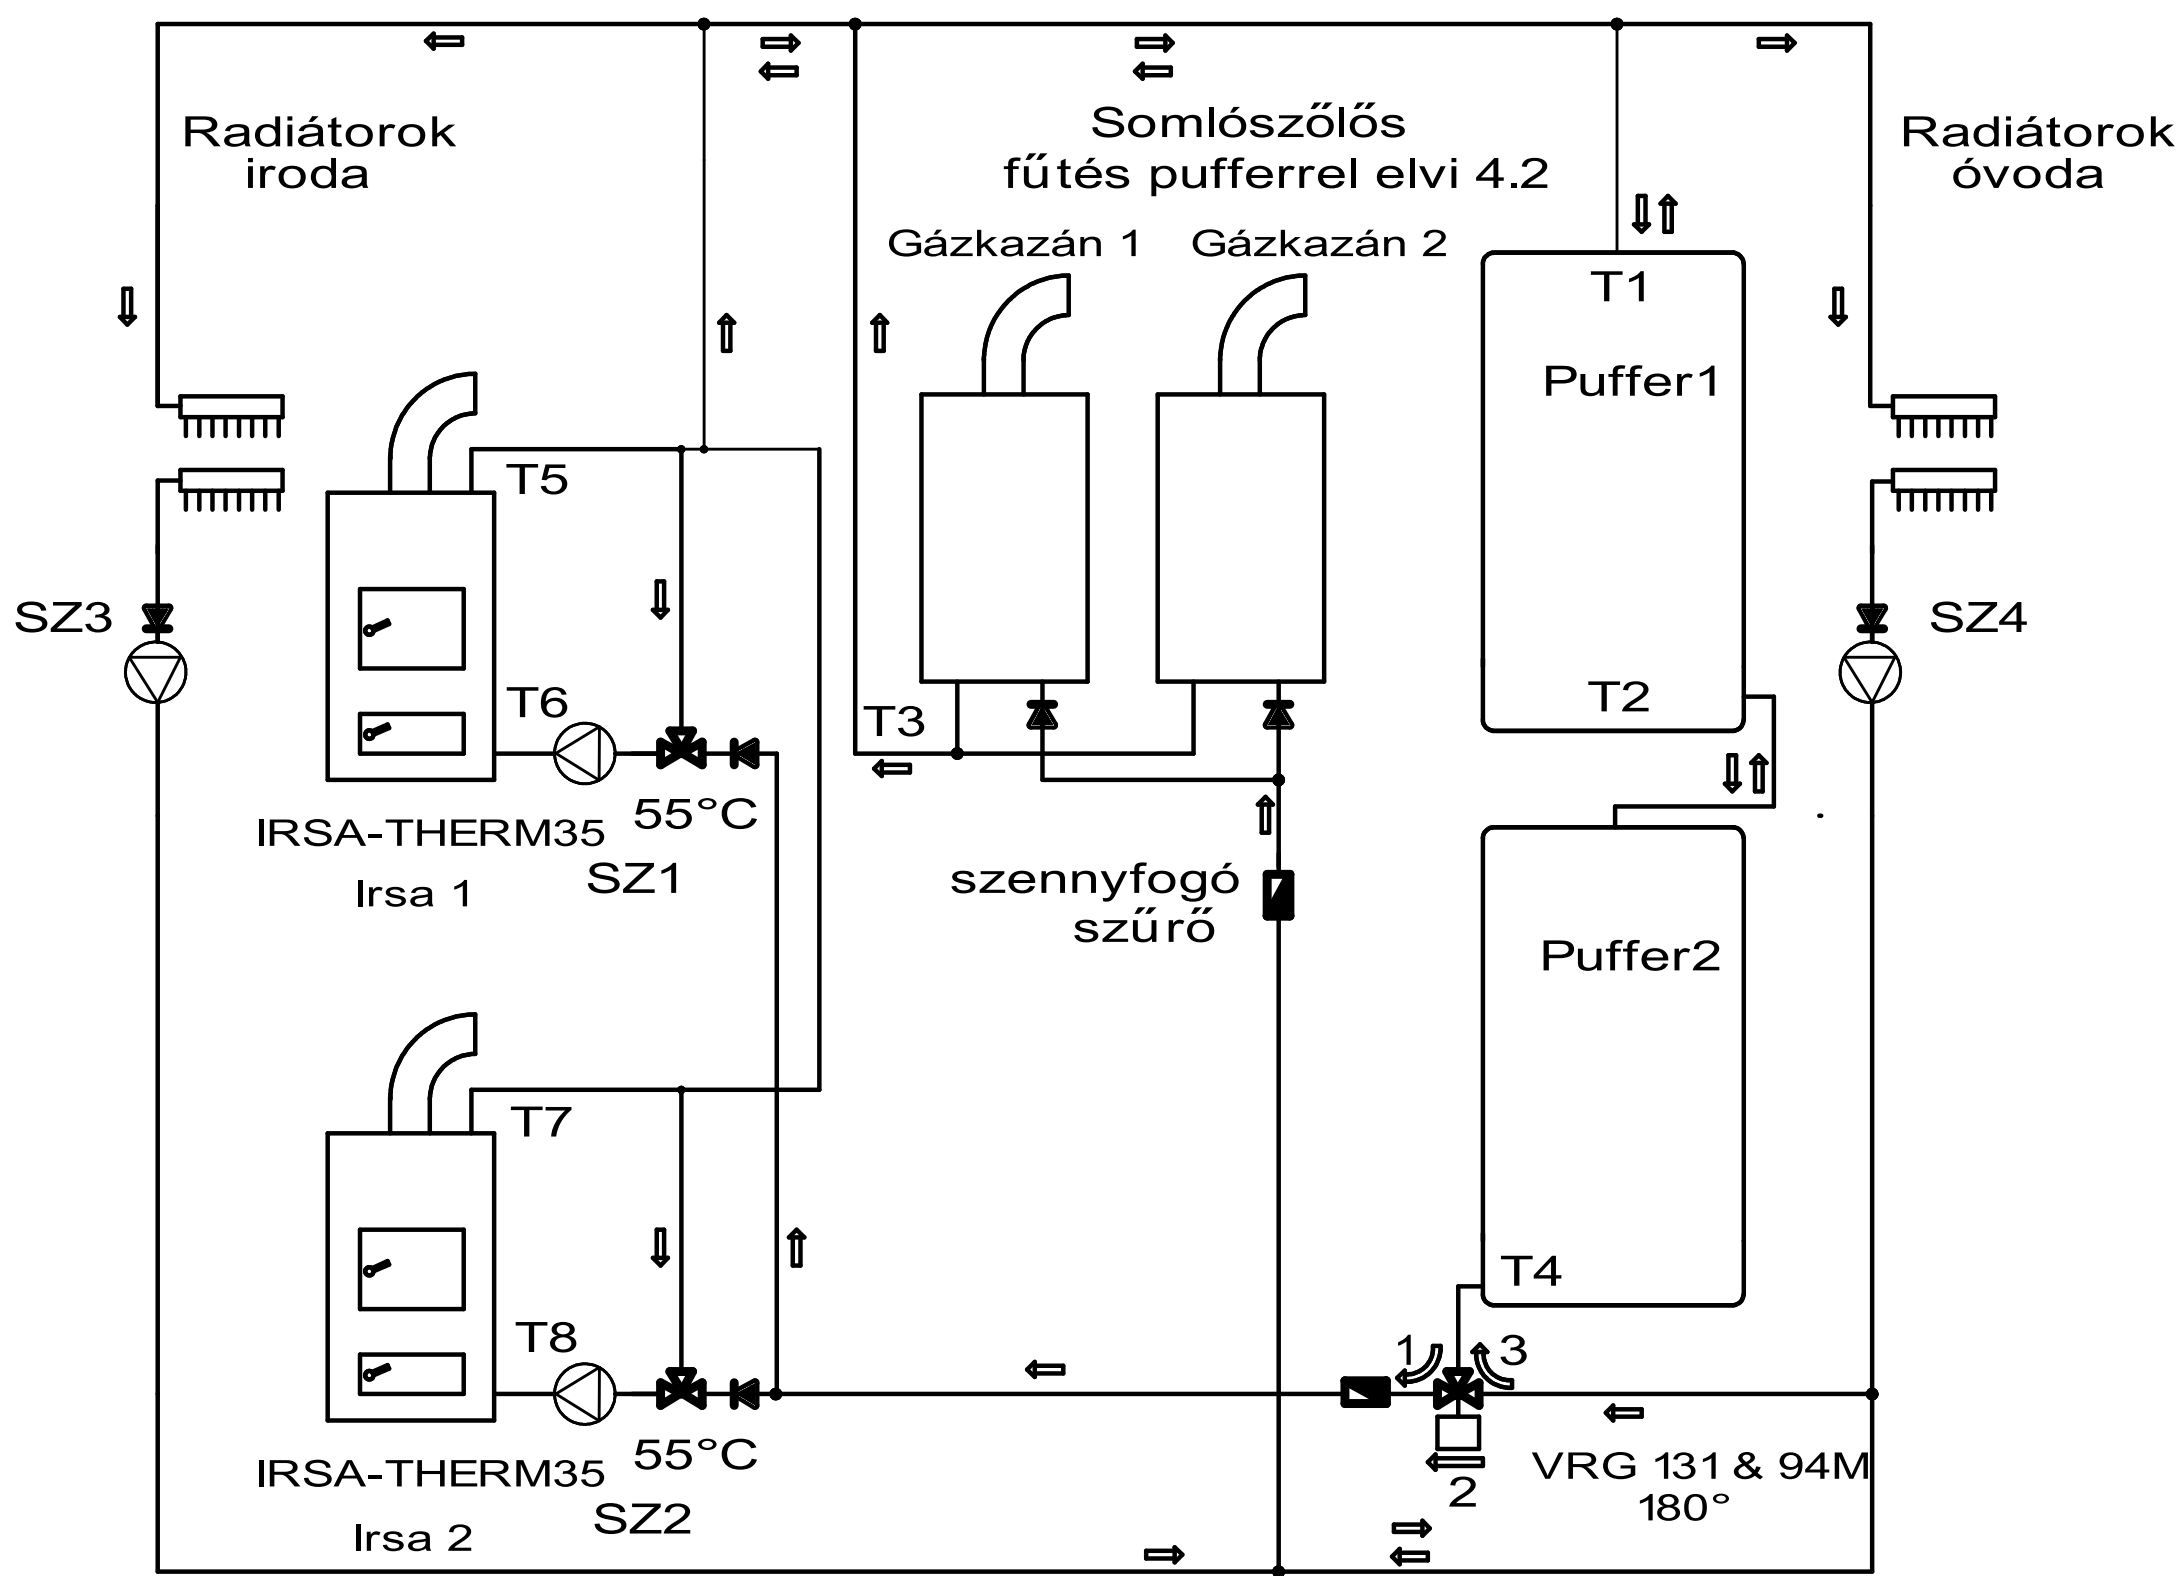 Radiátorok
iroda
Somlószőlős
fűtés pufferrel elvi 4.2
Radiátorok
óvoda
Gázkazán 1
Gázkazán 2
T1
Puffer1
T5
SZ3
SZ4
T6
T3
T2
55°C
IRSA-THERM35
SZ1
Irsa 1
szennyfogó
szűrő
Puffer2
T7
T4
T8
1
3
55°C
IRSA-THERM35
SZ2
Irsa 2
2
VRG 131 & 94M
180°